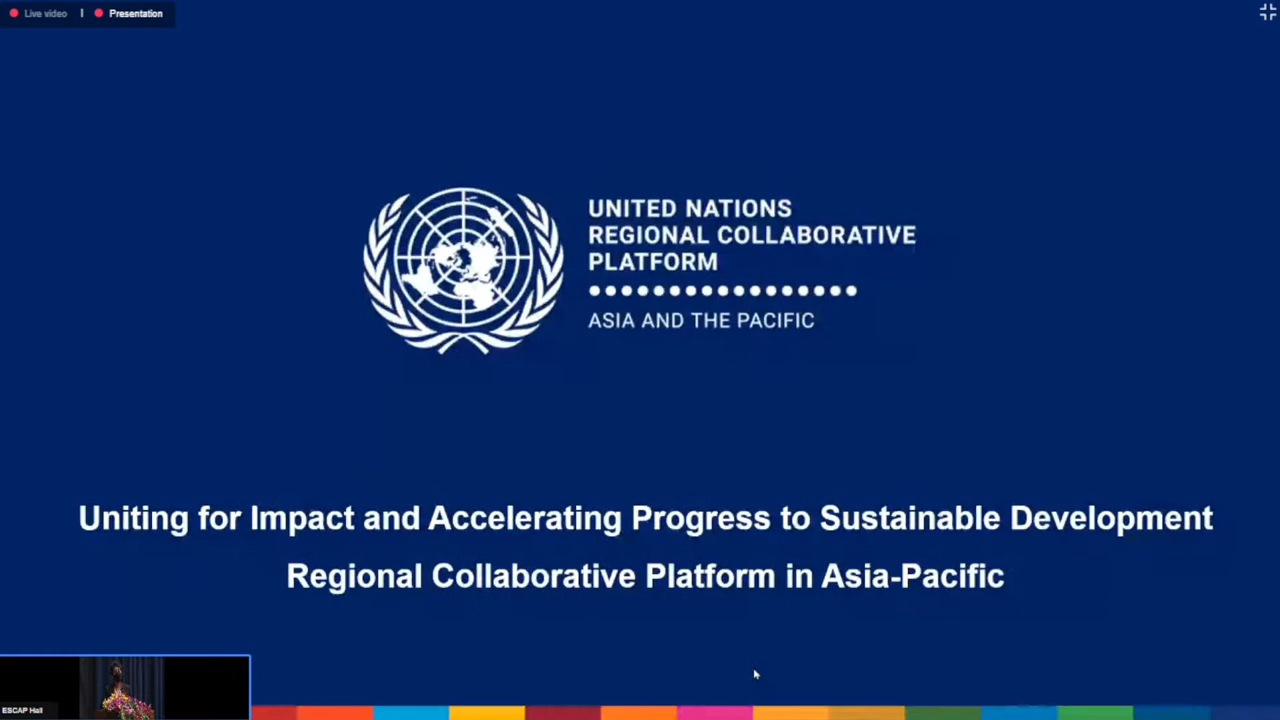 Live video
Presentation
UNITED NATIONS
REGIONAL COLLABORATIVE
PLATFORM
ASIA AND THE PACIFIC
Uniting for Impact and Accelerating Progress to Sustainable Development
Regional Collaborative Platform in Asia-Pacific
ESCAP Hall